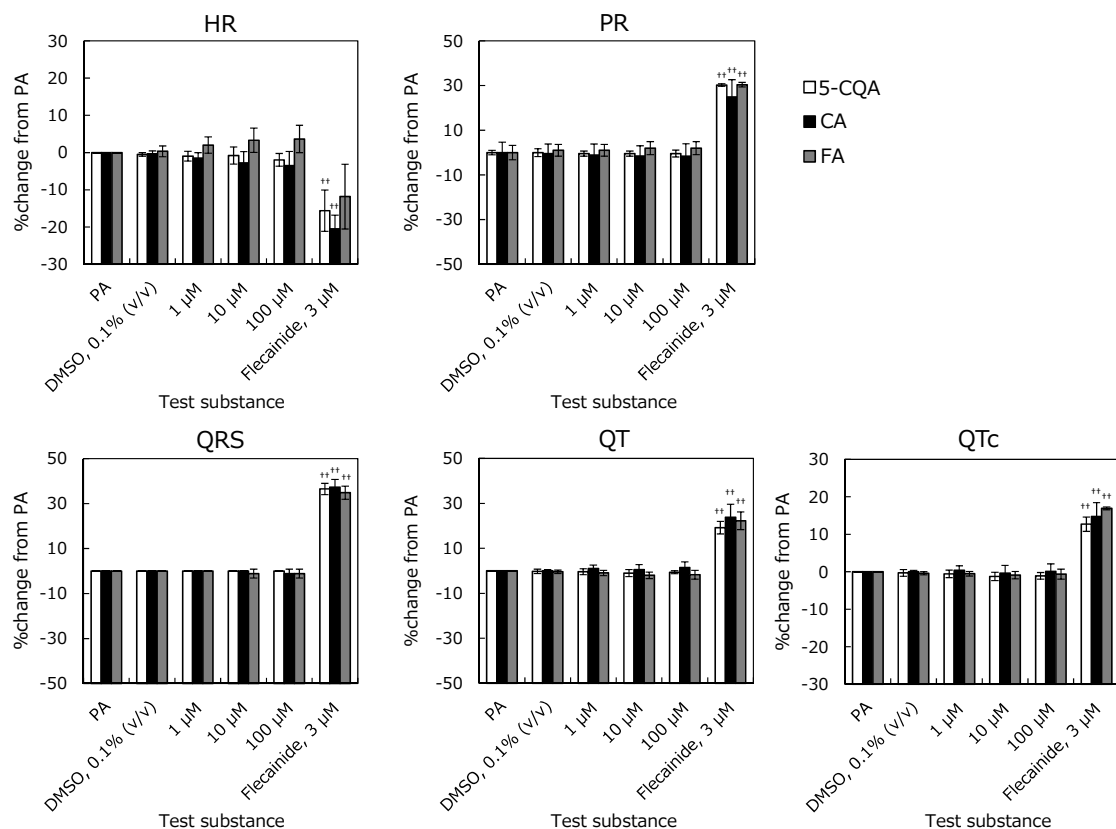 HR
%change from PA
30
20
10
0
-10
-20
-30
††
††
PA
DMSO, 0.1% (v/v)
1 µM
10 µM
100 µM
Flecainide, 3 µM
Test substance
PR
%change from PA
50
30
10
-10
-30
-50
††
††
††
PA
DMSO, 0.1% (v/v)
1 µM
10 µM
100 µM
Flecainide, 3 µM
Test substance
5-CQA
CA
FA
QRS
%change from PA
50
30
10
-10
-30
-50
††
††
††
PA
DMSO, 0.1% (v/v)
1 µM
10 µM
100 µM
Flecainide, 3 µM
Test substance
QT
%change from PA
50
30
10
-10
-30
-50
††
††
††
PA
DMSO, 0.1% (v/v)
1 µM
10 µM
100 µM
Flecainide, 3 µM
Test substance
QTc
%change from PA
30
20
10
0
-10
-20
-30
††
††
††
PA
DMSO, 0.1% (v/v)
1 µM
10 µM
100 µM
Flecainide, 3 µM
Test substance